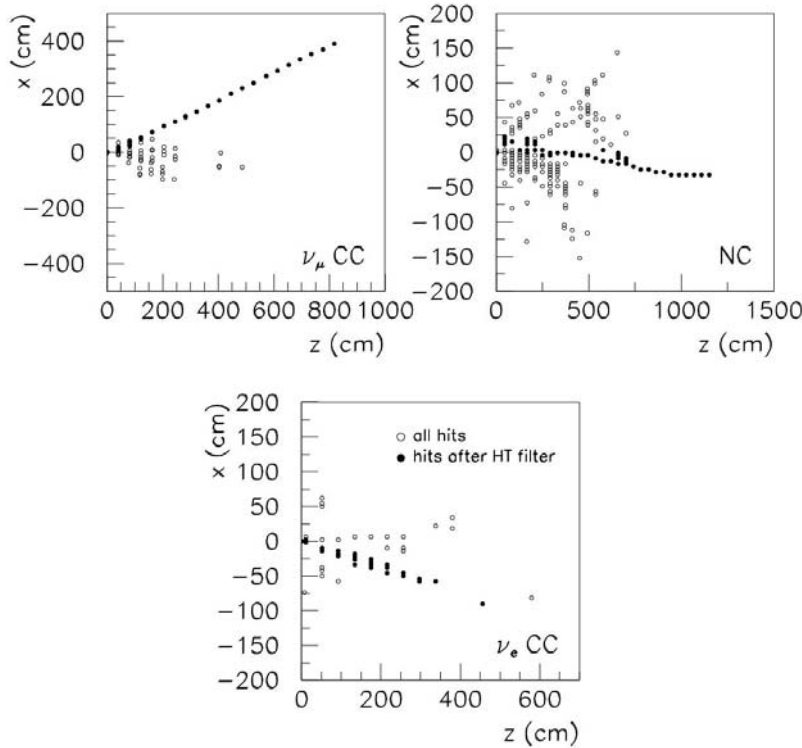 x (cm)
400
200
0
−200
−400
ν_μ CC
0 200 400 600 800 1000
z (cm)
x (cm)
200
150
100
50
0
−50
−100
−150
−200
NC
0 500 1000 1500
z (cm)
x (cm)
200
150
100
50
0
−50
−100
−150
−200
○ all hits
● hits after HT filter
ν_e CC
0 200 400 600
z (cm)